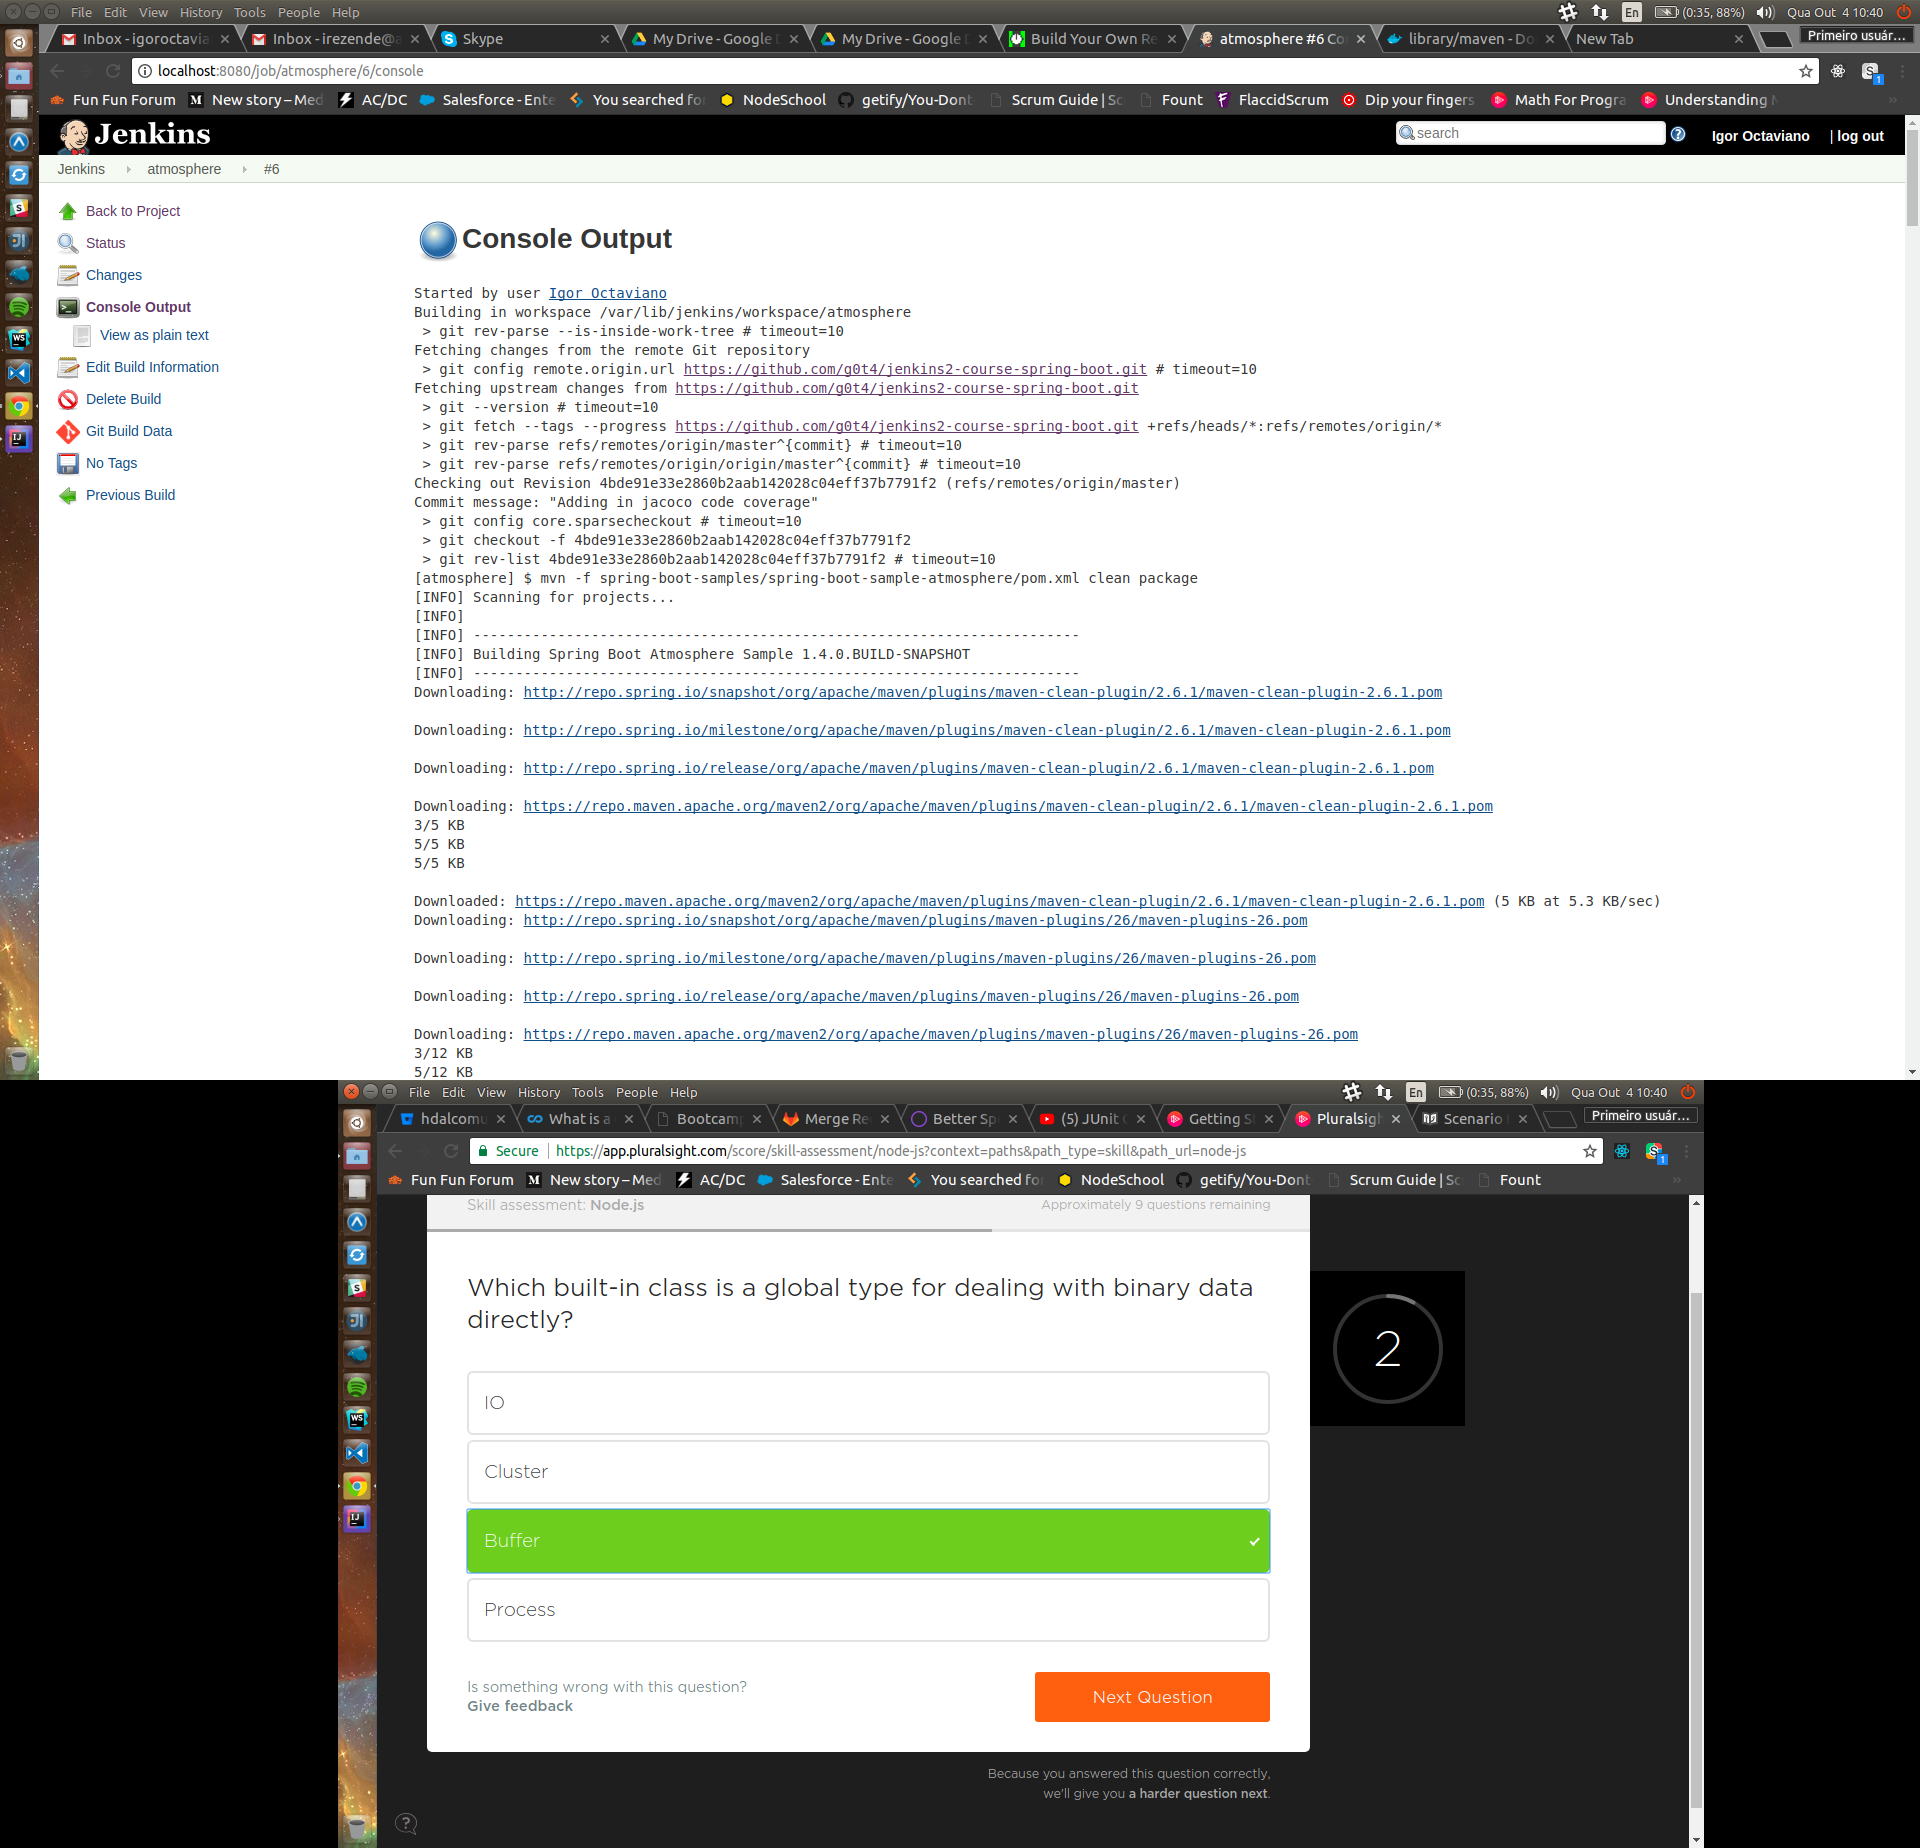 File Edit View History Tools People Help
En (0:35, 88%) Qua Out 4 10:40
Inbox - igoroctavia
Inbox - irezende@a
Skype
My Drive - Google D
My Drive - Google D
Build Your Own Re
atmosphere #6 Co
library/maven - Do
New Tab
Primeiro usuár...
localhost:8080/job/atmosphere/6/console
Fun Fun Forum
New story – Med
AC/DC
Salesforce - Ente
You searched fo
NodeSchool
getify/You-Dont
Scrum Guide | Sc
Fount
FlaccidScrum
Dip your fingers
Math For Progra
Understanding
Jenkins
search
Igor Octaviano | log out
Jenkins atmosphere #6
Back to Project
Status
Changes
Console Output
View as plain text
Edit Build Information
Delete Build
Git Build Data
No Tags
Previous Build
Console Output
Started by user Igor Octaviano
Building in workspace /var/lib/jenkins/workspace/atmosphere
> git rev-parse --is-inside-work-tree # timeout=10
Fetching changes from the remote Git repository
> git config remote.origin.url https://github.com/g0t4/jenkins2-course-spring-boot.git # timeout=10
Fetching upstream changes from https://github.com/g0t4/jenkins2-course-spring-boot.git
> git --version # timeout=10
> git fetch --tags --progress https://github.com/g0t4/jenkins2-course-spring-boot.git +refs/heads/*:refs/remotes/origin/*
> git rev-parse refs/remotes/origin/master^{commit} # timeout=10
> git rev-parse refs/remotes/origin/origin/master^{commit} # timeout=10
Checking out Revision 4bde91e33e2860b2aab142028c04eff37b7791f2 (refs/remotes/origin/master)
Commit message: "Adding in jacoco code coverage"
> git config core.sparsecheckout # timeout=10
> git checkout -f 4bde91e33e2860b2aab142028c04eff37b7791f2
> git rev-list 4bde91e33e2860b2aab142028c04eff37b7791f2 # timeout=10
[atmosphere] $ mvn -f spring-boot-samples/spring-boot-sample-atmosphere/pom.xml clean package
[INFO] Scanning for projects...
[INFO]
[INFO] ------------------------------------------------------------------------
[INFO] Building Spring Boot Atmosphere Sample 1.4.0.BUILD-SNAPSHOT
[INFO] ------------------------------------------------------------------------
Downloading: http://repo.spring.io/snapshot/org/apache/maven/plugins/maven-clean-plugin/2.6.1/maven-clean-plugin-2.6.1.pom
Downloading: http://repo.spring.io/milestone/org/apache/maven/plugins/maven-clean-plugin/2.6.1/maven-clean-plugin-2.6.1.pom
Downloading: http://repo.spring.io/release/org/apache/maven/plugins/maven-clean-plugin/2.6.1/maven-clean-plugin-2.6.1.pom
Downloading: https://repo.maven.apache.org/maven2/org/apache/maven/plugins/maven-clean-plugin/2.6.1/maven-clean-plugin-2.6.1.pom
3/5 KB
5/5 KB
5/5 KB
Downloaded: https://repo.maven.apache.org/maven2/org/apache/maven/plugins/maven-clean-plugin/2.6.1/maven-clean-plugin-2.6.1.pom (5 KB at 5.3 KB/sec)
Downloading: http://repo.spring.io/snapshot/org/apache/maven/plugins/maven-plugins/26/maven-plugins-26.pom
Downloading: http://repo.spring.io/milestone/org/apache/maven/plugins/maven-plugins/26/maven-plugins-26.pom
Downloading: http://repo.spring.io/release/org/apache/maven/plugins/maven-plugins/26/maven-plugins-26.pom
Downloading: https://repo.maven.apache.org/maven2/org/apache/maven/plugins/maven-plugins/26/maven-plugins-26.pom
3/12 KB
5/12 KB
File Edit View History Tools People Help
En (0:35, 88%) Qua Out 4 10:40
hdalcomu
What is a
Bootcam
Merge Re
Better Sp
(5) JUnit
Getting S
Pluralsigh
Scenario
Primeiro usuár...
Secure https://app.pluralsight.com/score/skill-assessment/node-js?context=paths&path_type=skill&path_url=node-js
Fun Fun Forum
New story – Med
AC/DC
Salesforce - Ente
You searched fo
NodeSchool
getify/You-Dont
Scrum Guide | Sc
Fount
Skill assessment: Node.js
Approximately 9 questions remaining
Which built-in class is a global type for dealing with binary data
directly?
2
IO
Cluster
Buffer
Process
Is something wrong with this question?
Give feedback
Next Question
Because you answered this question correctly,
we'll give you a harder question next.